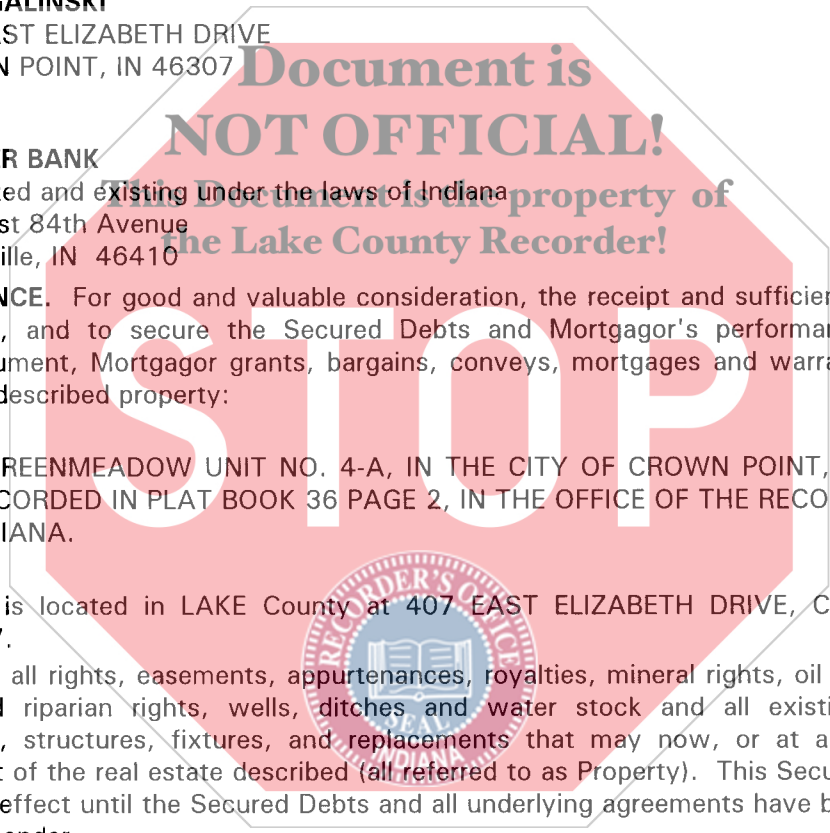 GALINSKI
ST ELIZABETH DRIVE
N POINT, IN 46307
Document is
NOT OFFICIAL!
R BANK
This Document is the property of
ed and existing under the laws of Indiana
st 84th Avenue
the Lake County Recorder!
ille, IN 46410
NCE. For good and valuable consideration, the receipt and sufficien
, and to secure the Secured Debts and Mortgagor's performan
ument, Mortgagor grants, bargains, conveys, mortgages and warra
described property:
STOP
REENMEADOW UNIT NO. 4-A, IN THE CITY OF CROWN POINT,
CORDED IN PLAT BOOK 36 PAGE 2, IN THE OFFICE OF THE RECO
IANA.
RECORDER'S OFFICE
is located in LAKE County at 407 EAST ELIZABETH DRIVE, C
7.
all rights, easements, appurtenances, royalties, mineral rights, oil
riparian rights, wells, ditches and water stock and all existi
SEAL
, structures, fixtures, and replacements that may now, or at a
INDIANA
t of the real estate described (all referred to as Property). This Secu
effect until the Secured Debts and all underlying agreements have b